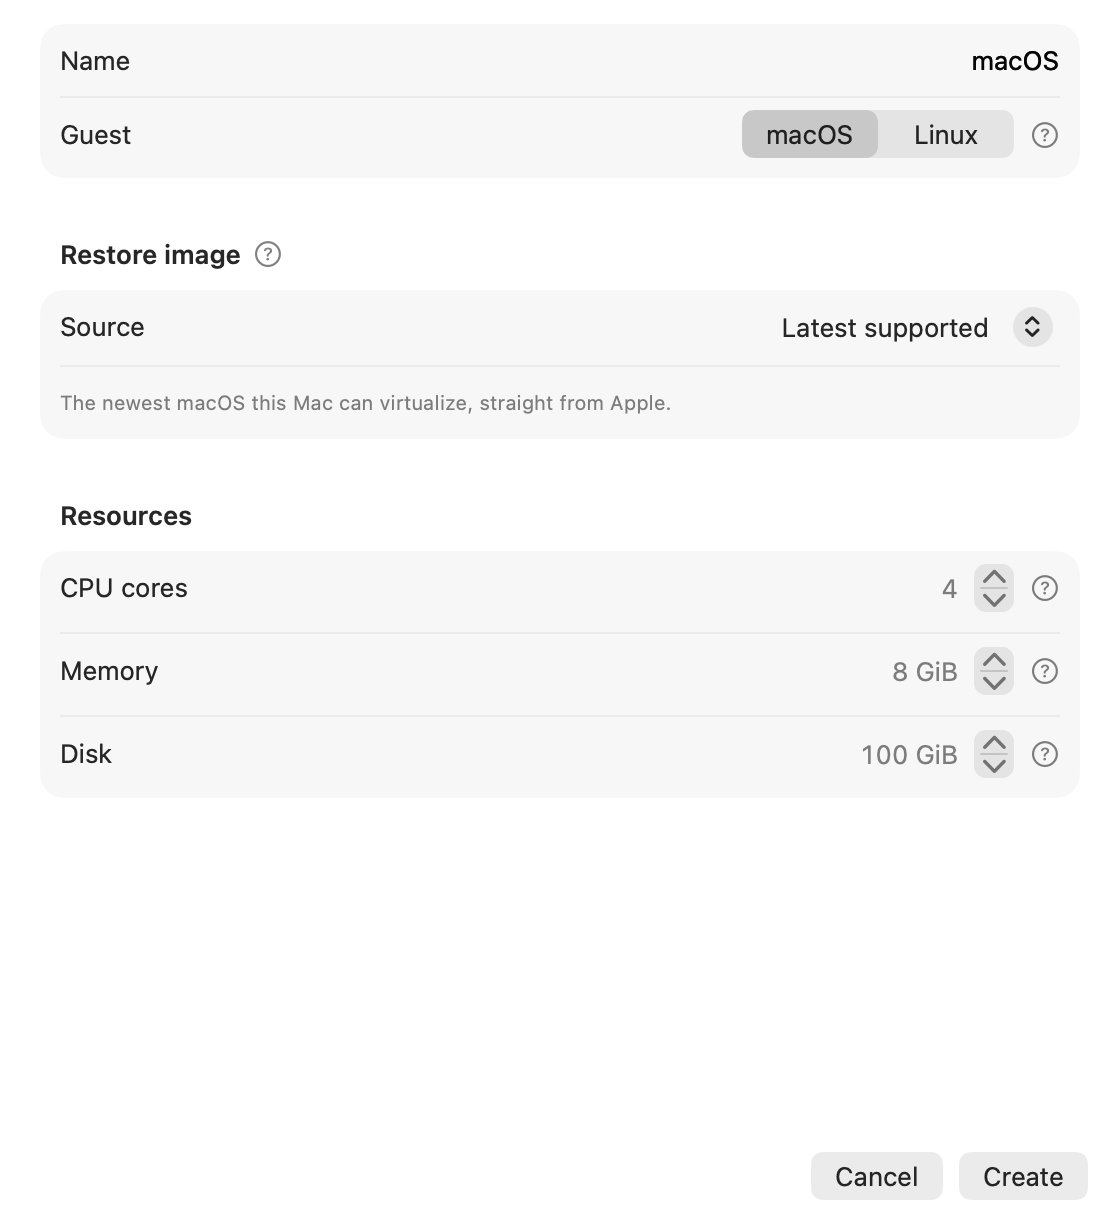 Name macOS
Guest macOS Linux ?
Restore image ?
Source Latest supported
The newest macOS this Mac can virtualize, straight from Apple.
Resources
CPU cores 4 ?
Memory 8 GiB ?
Disk 100 GiB ?
Cancel Create